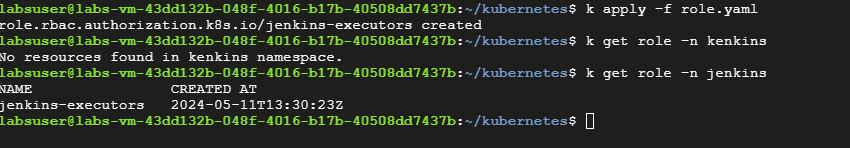 labsuser@labs-vm-43dd132b-048f-4016-b17b-40508dd7437b:~/kubernetes$ k apply -f role.yaml
role.rbac.authorization.k8s.io/jenkins-executors created
labsuser@labs-vm-43dd132b-048f-4016-b17b-40508dd7437b:~/kubernetes$ k get role -n kenkins
No resources found in kenkins namespace.
labsuser@labs-vm-43dd132b-048f-4016-b17b-40508dd7437b:~/kubernetes$ k get role -n jenkins
NAME                CREATED AT
jenkins-executors   2024-05-11T13:30:23Z
labsuser@labs-vm-43dd132b-048f-4016-b17b-40508dd7437b:~/kubernetes$